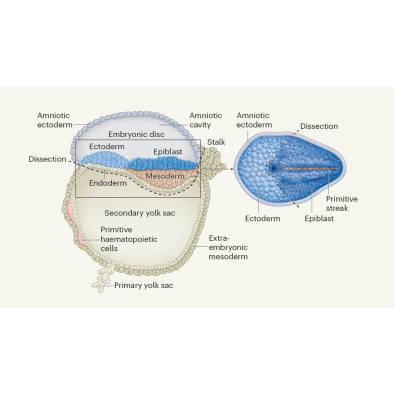 Amniotic
ectoderm
Amniotic
cavity
Embryonic disc
Stalk
Ectoderm
Epiblast
Dissection
Mesoderm
Endoderm
Secondary yolk sac
Primitive
haematopoietic
cells
Extra-
embryonic
mesoderm
Primary yolk sac
Amniotic
ectoderm
Dissection
Primitive
streak
Ectoderm
Epiblast